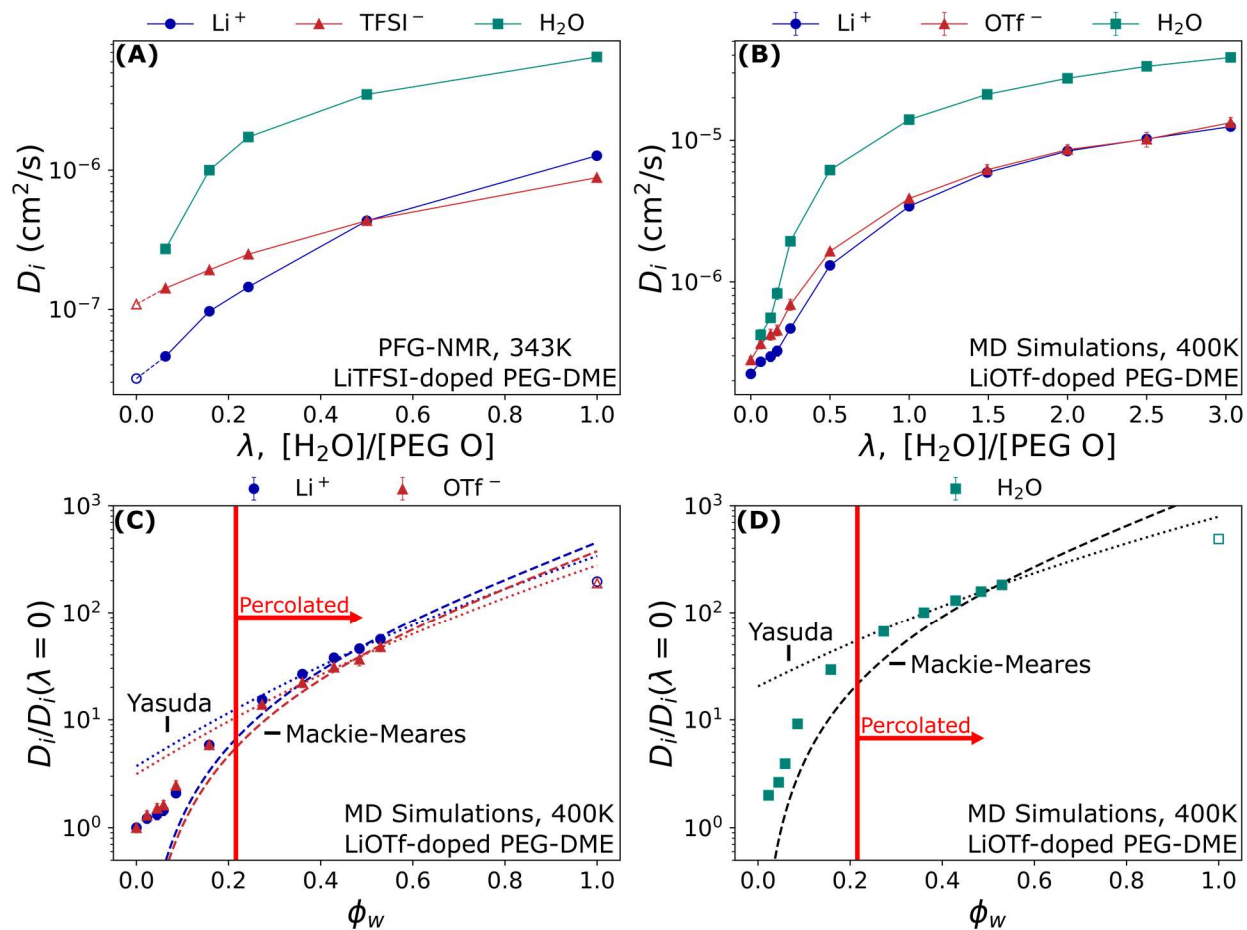 Li⁺ TFSI⁻ H₂O
(A)
Dᵢ (cm²/s)
10⁻⁶
10⁻⁷
PFG-NMR, 343K
LiTFSI-doped PEG-DME
0.0 0.2 0.4 0.6 0.8 1.0
λ, [H₂O]/[PEG O]
Li⁺ OTf⁻ H₂O
(B)
Dᵢ (cm²/s)
10⁻⁵
10⁻⁶
MD Simulations, 400K
LiOTf-doped PEG-DME
0.0 0.5 1.0 1.5 2.0 2.5 3.0
λ, [H₂O]/[PEG O]
Li⁺ OTf⁻
(C)
Dᵢ/Dᵢ(λ = 0)
10³
10²
10¹
10⁰
Percolated
Yasuda
Mackie-Meares
MD Simulations, 400K
LiOTf-doped PEG-DME
0.0 0.2 0.4 0.6 0.8 1.0
ϕ_w
H₂O
(D)
Dᵢ/Dᵢ(λ = 0)
10³
10²
10¹
10⁰
Yasuda
Mackie-Meares
Percolated
MD Simulations, 400K
LiOTf-doped PEG-DME
0.0 0.2 0.4 0.6 0.8 1.0
ϕ_w